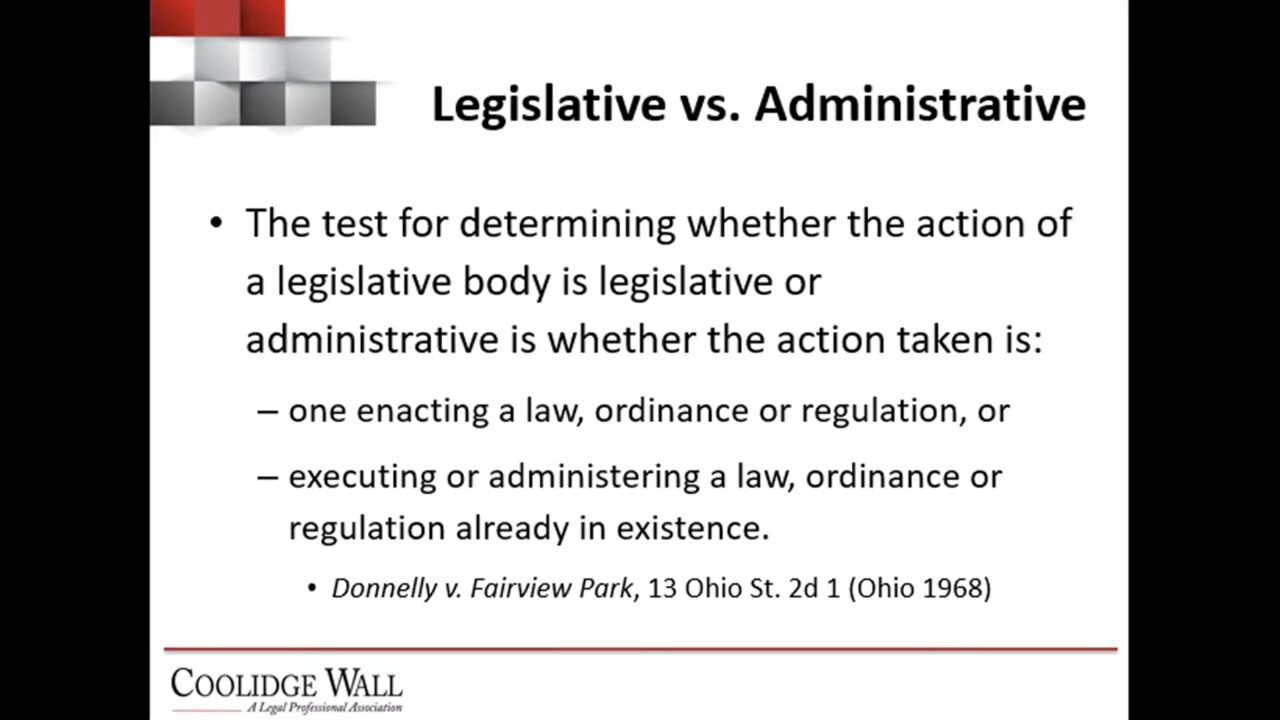 Legislative vs. Administrative
• The test for determining whether the action of
a legislative body is legislative or
administrative is whether the action taken is:
– one enacting a law, ordinance or regulation, or
– executing or administering a law, ordinance or
regulation already in existence.
• Donnelly v. Fairview Park, 13 Ohio St. 2d 1 (Ohio 1968)
COOLIDGE WALL
A Legal Professional Association